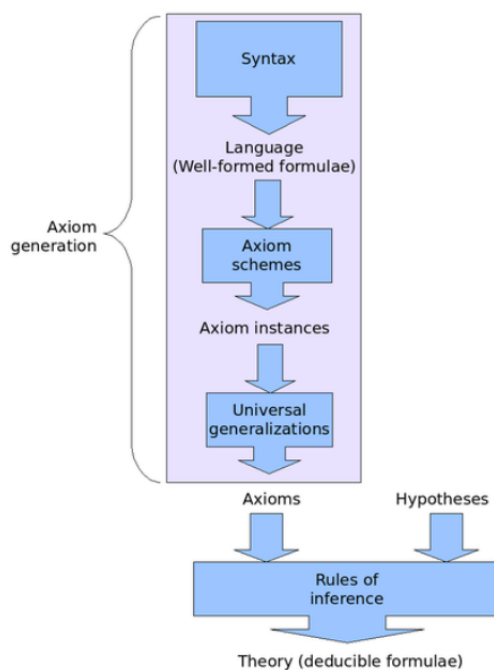 Syntax
Language
(Well-formed formulae)
Axiom
generation
Axiom
schemes
Axiom instances
Universal
generalizations
Axioms
Hypotheses
Rules of
inference
Theory (deducible formulae)